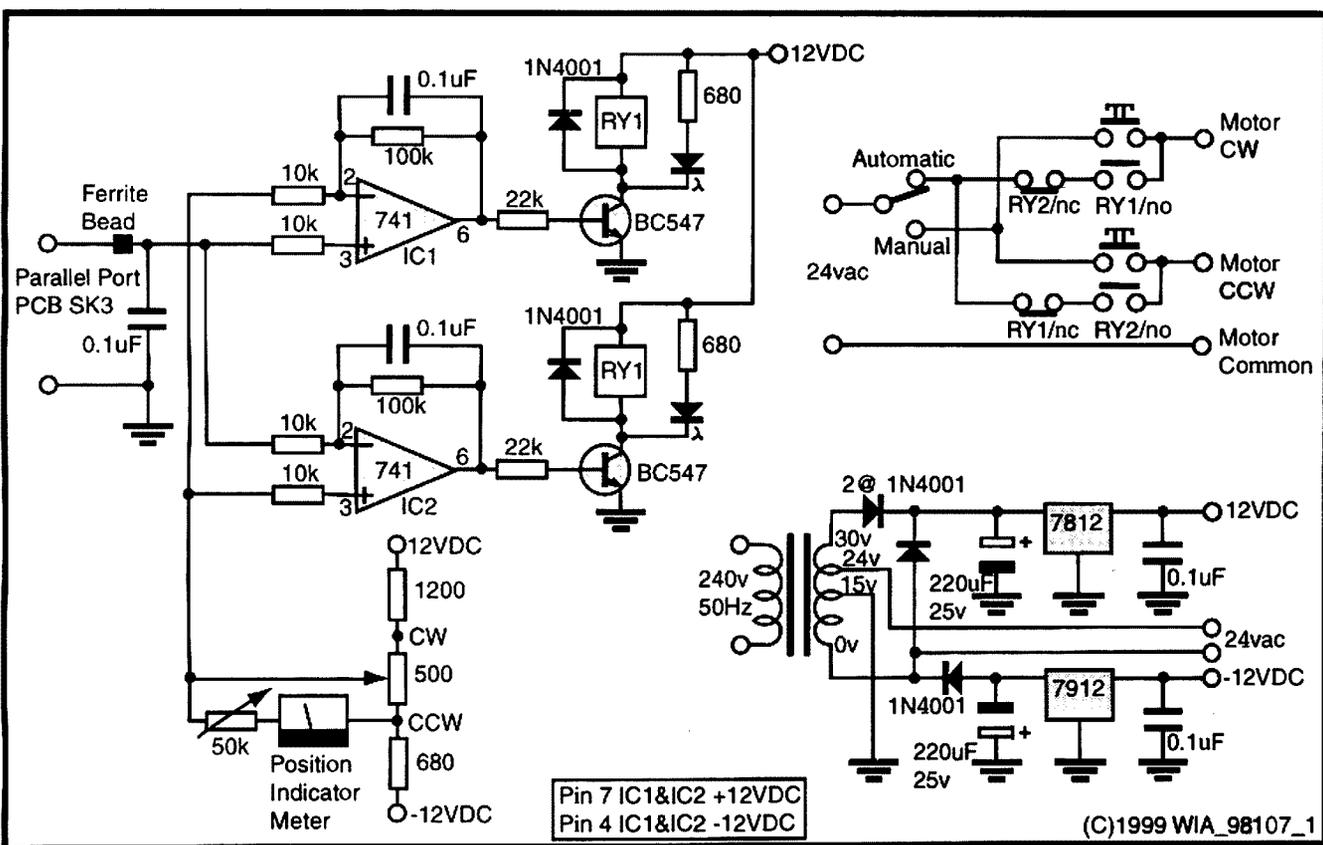 12VDC
1N4001
0.1uF
RY1
680
100k
10k
2
741
6
22k
BC547
10k
3
IC1
Ferrite
Bead
Parallel Port
PCB SK3
0.1uF
1N4001
0.1uF
RY1
680
100k
10k
2
741
6
22k
BC547
10k
3
IC2
12VDC
1200
CW
500
CCW
50k
680
Position
Indicator
Meter
-12VDC
Automatic
Manual
24vac
RY2/nc
RY1/no
Motor
CW
Motor
CCW
RY1/nc
RY2/no
Motor
Common
2@ 1N4001
7812
12VDC
30v
24v
15v
0v
240v
50Hz
+
220uF
25v
0.1uF
24vac
-12VDC
1N4001
7912
+
220uF
25v
0.1uF
Pin 7 IC1&IC2 +12VDC
Pin 4 IC1&IC2 -12VDC
(C)1999 WIA_98107_1